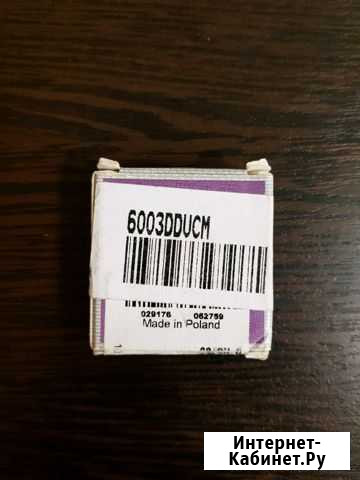 6003DDUCM
029176 062759
Made in Poland
Интернет-
Кабинет.Ру